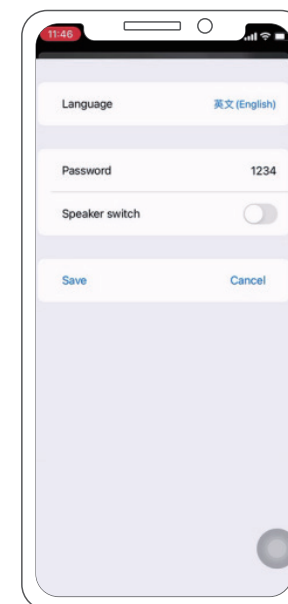 11:46
Language 英文 (English)
Password 1234
Speaker switch
Save Cancel